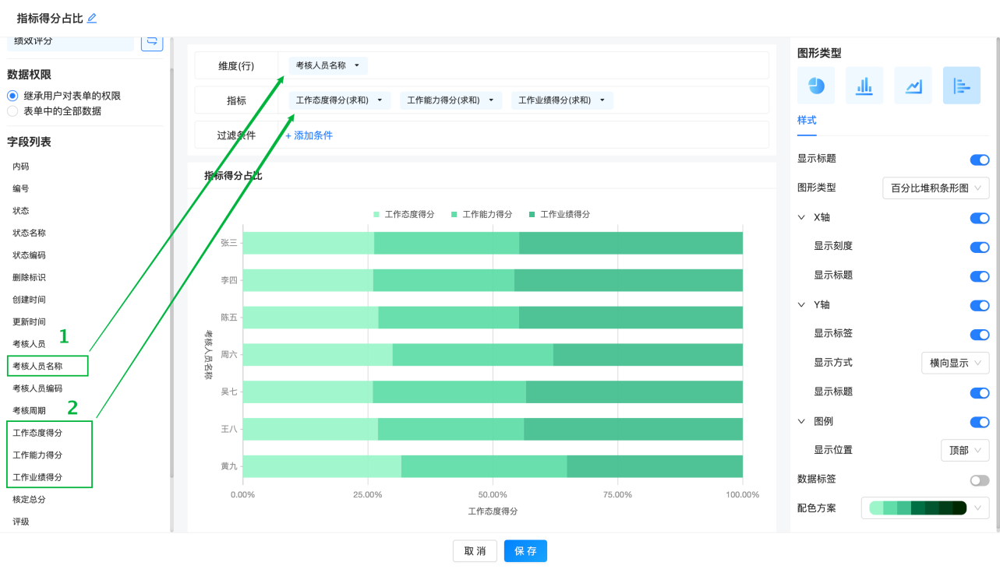 指标得分占比
绩效评分
数据权限
继承用户对表单的权限
表单中的全部数据
字段列表
内码
编号
状态
状态名称
状态编码
删除标识
创建时间
更新时间
考核人员
1
考核人员名称
考核人员编码
考核周期
2
工作态度得分
工作能力得分
工作业绩得分
核定总分
评级
维度(行)
考核人员名称
指标
工作态度得分(求和) 工作能力得分(求和) 工作业绩得分(求和)
过滤条件
+ 添加条件
指标得分占比
工作态度得分 工作能力得分 工作业绩得分
考核人员名称
张三
李四
陈五
周六
吴七
王八
黄九
0.00% 25.00% 50.00% 75.00% 100.00%
工作态度得分
图形类型
样式
显示标题
图形类型 百分比堆积条形图
X轴
显示刻度
显示标题
Y轴
显示标签
显示方式 横向显示
显示标题
图例
显示位置 顶部
数据标签
配色方案
取消 保存